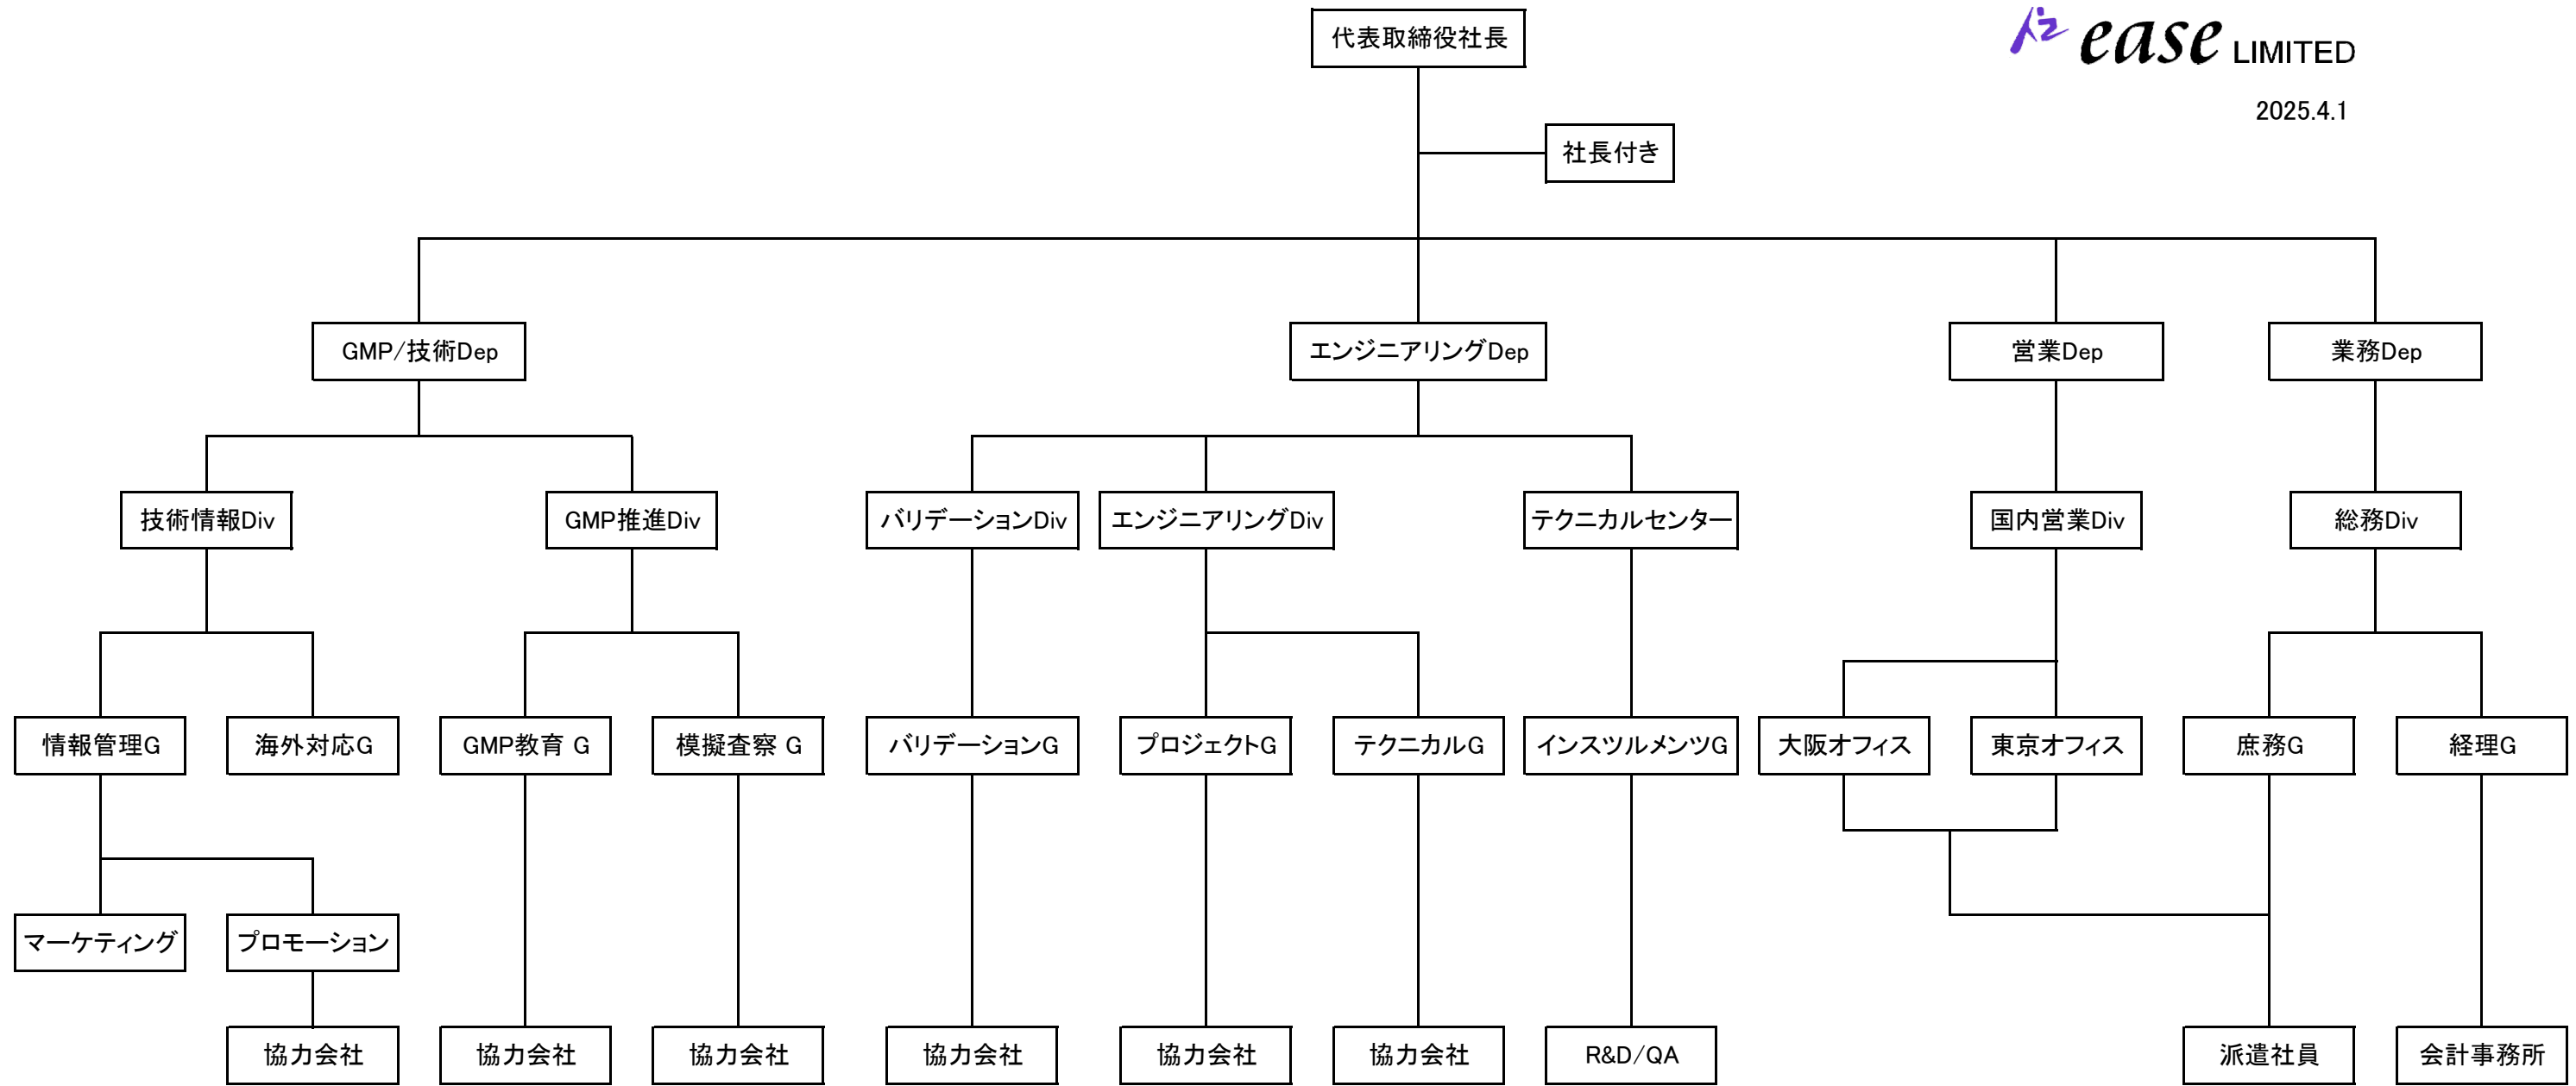 代表取締役社長
ease LIMITED
2025.4.1
社長付き
GMP/技術Dep
エンジニアリングDep
営業Dep
業務Dep
技術情報Div
GMP推進Div
バリデーションDiv
エンジニアリングDiv
テクニカルセンター
国内営業Div
総務Div
情報管理G
海外対応G
GMP教育 G
模擬査察 G
バリデーションG
プロジェクトG
テクニカルG
インスツルメンツG
大阪オフィス
東京オフィス
庶務G
経理G
マーケティング
プロモーション
協力会社
協力会社
協力会社
協力会社
協力会社
協力会社
R&D/QA
派遣社員
会計事務所